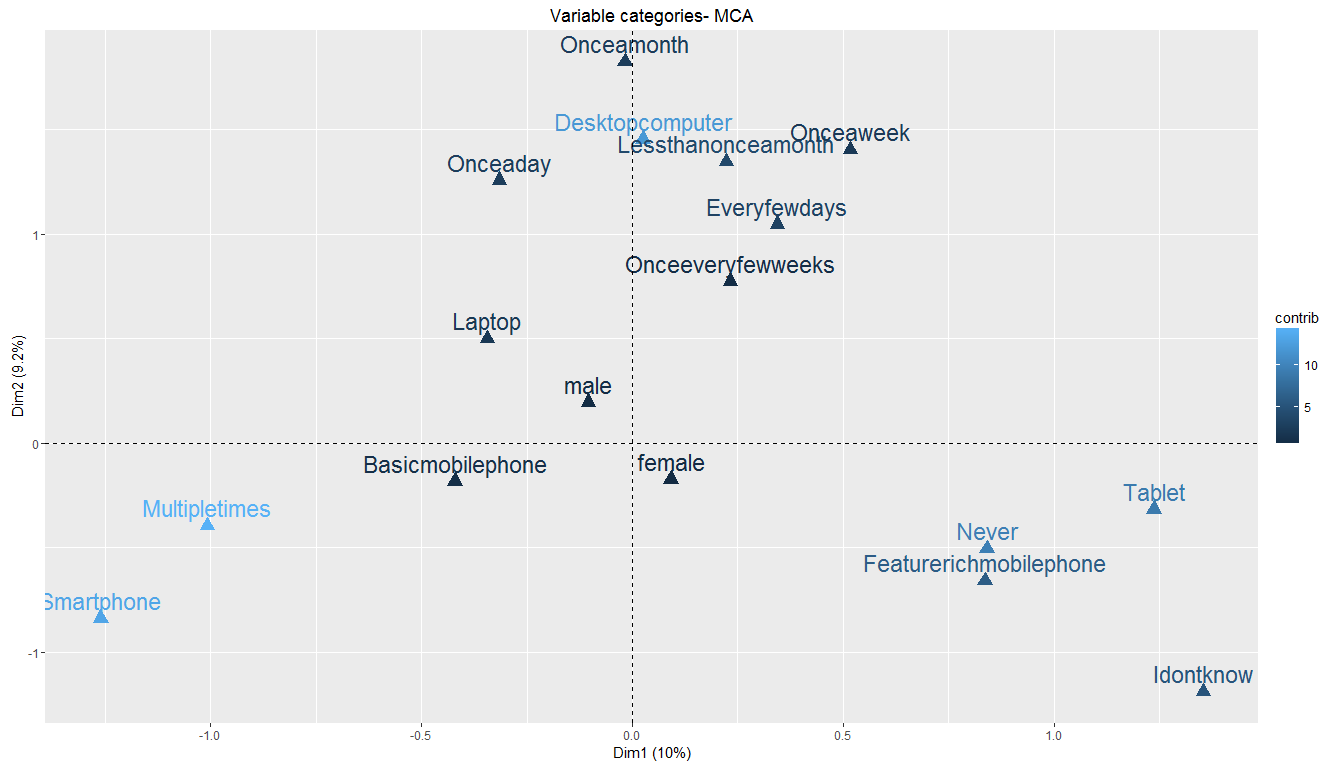 Variable categories- MCA
Onceamonth
Desktopcomputer
Onceaweek
Lessthanonceamonth
Onceaday
Everyfewdays
Onceeveryfewweeks
Laptop
male
Basicmobilephone
female
Multipletimes
Tablet
Never
Featurerichmobilephone
Smartphone
Idontknow
1
0
-1
-1.0
-0.5
0.0
0.5
1.0
Dim1 (10%)
Dim2 (9.2%)
contrib
10
5